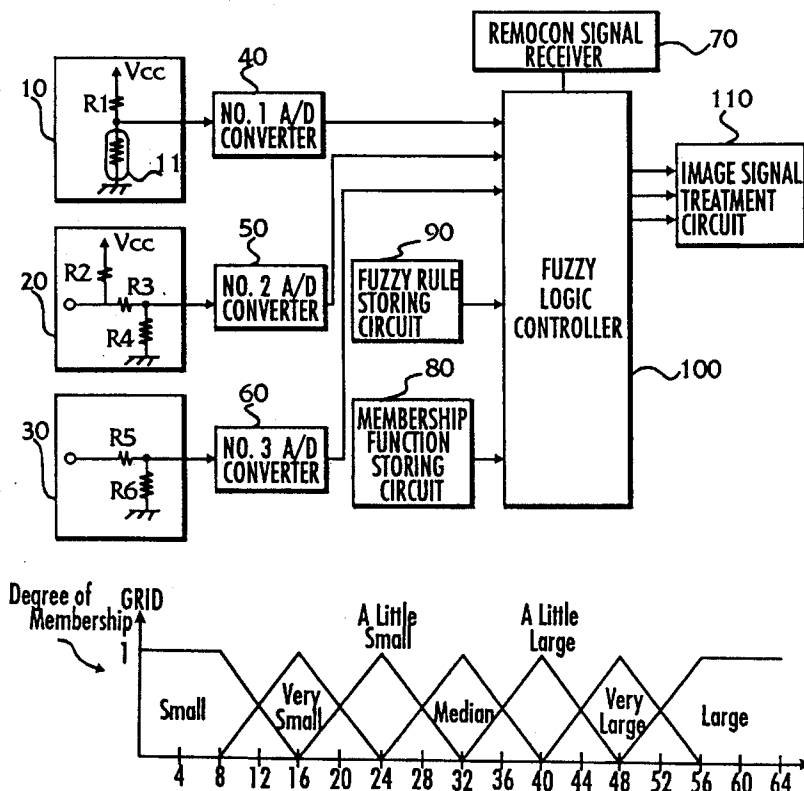 REMOCON SIGNAL
RECEIVER
70
10
Vcc
R1
11
40
NO. 1 A/D
CONVERTER
110
IMAGE SIGNAL
TREATMENT
CIRCUIT
20
Vcc
R2
R3
R4
50
NO. 2 A/D
CONVERTER
90
FUZZY RULE
STORING
CIRCUIT
FUZZY
LOGIC
CONTROLLER
100
30
R5
R6
60
NO. 3 A/D
CONVERTER
80
MEMBERSHIP
FUNCTION
STORING
CIRCUIT
Degree of
Membership
GRID
1
Small
Very
Small
A Little
Small
Median
A Little
Large
Very
Large
Large
4 8 12 16 20 24 28 32 36 40 44 48 52 56 60 64